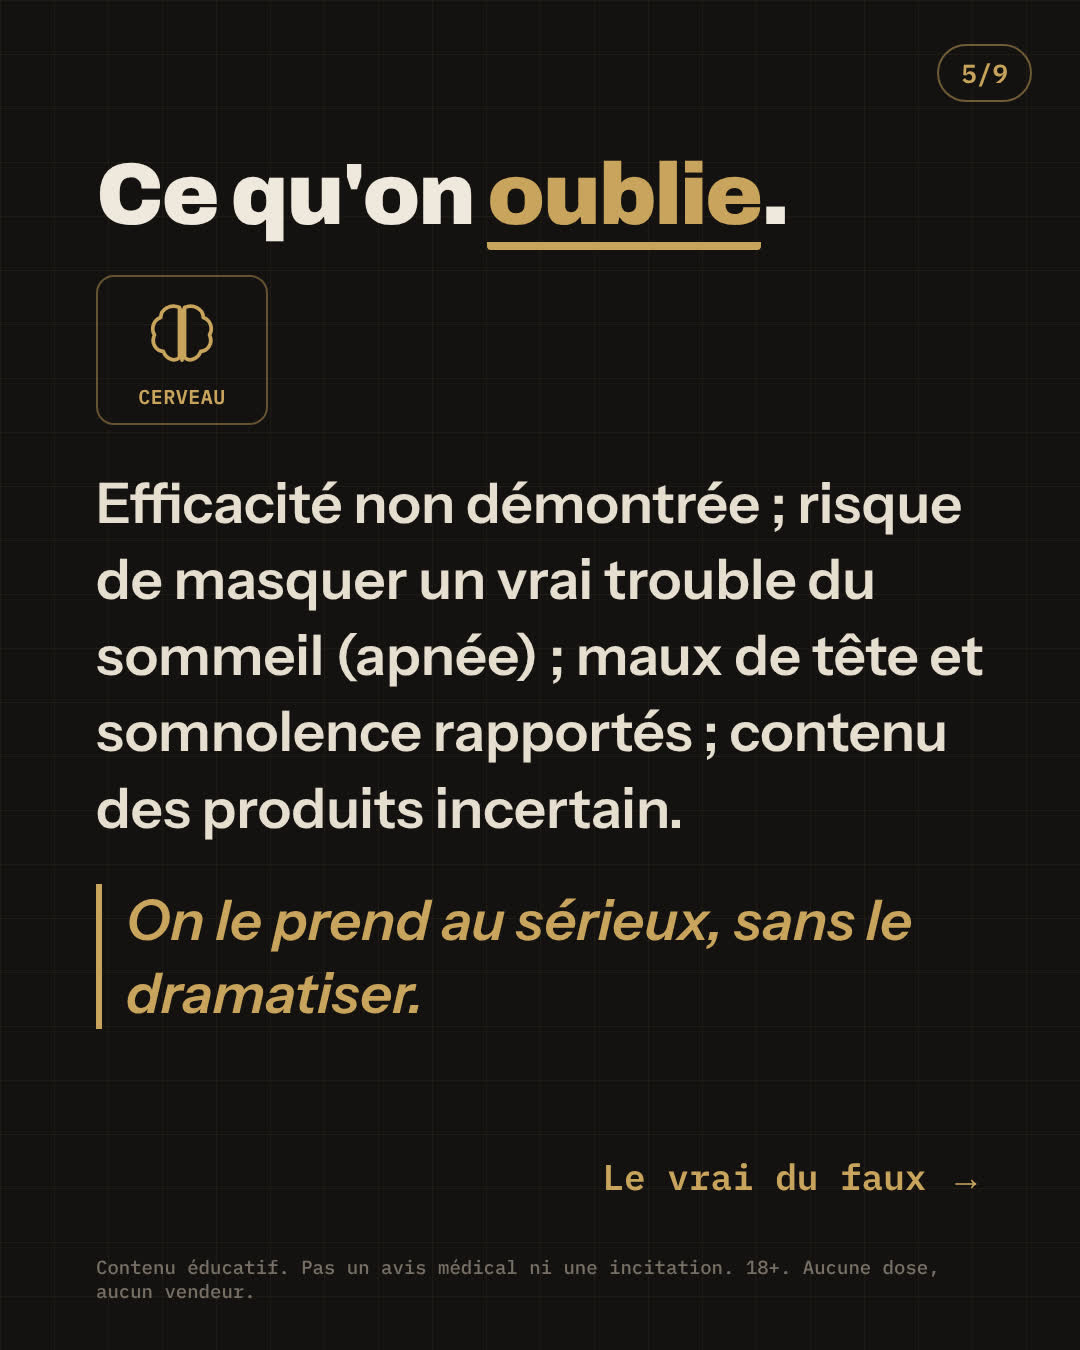 5/9
Ce qu'on oublie.
CERVEAU
Efficacité non démontrée ; risque
de masquer un vrai trouble du
sommeil (apnée) ; maux de tête et
somnolence rapportés ; contenu
des produits incertain.
On le prend au sérieux, sans le
dramatiser.
Le vrai du faux →
Contenu éducatif. Pas un avis médical ni une incitation. 18+. Aucune dose,
aucun vendeur.